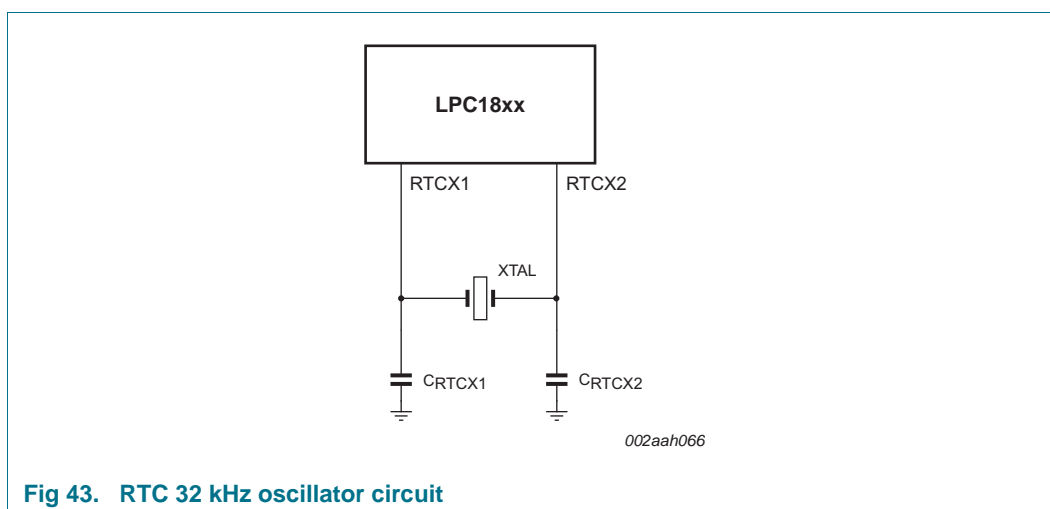 LPC18xx
RTCX1
RTCX2
XTAL
CRTCX1
CRTCX2
002aah066
Fig 43. RTC 32 kHz oscillator circuit